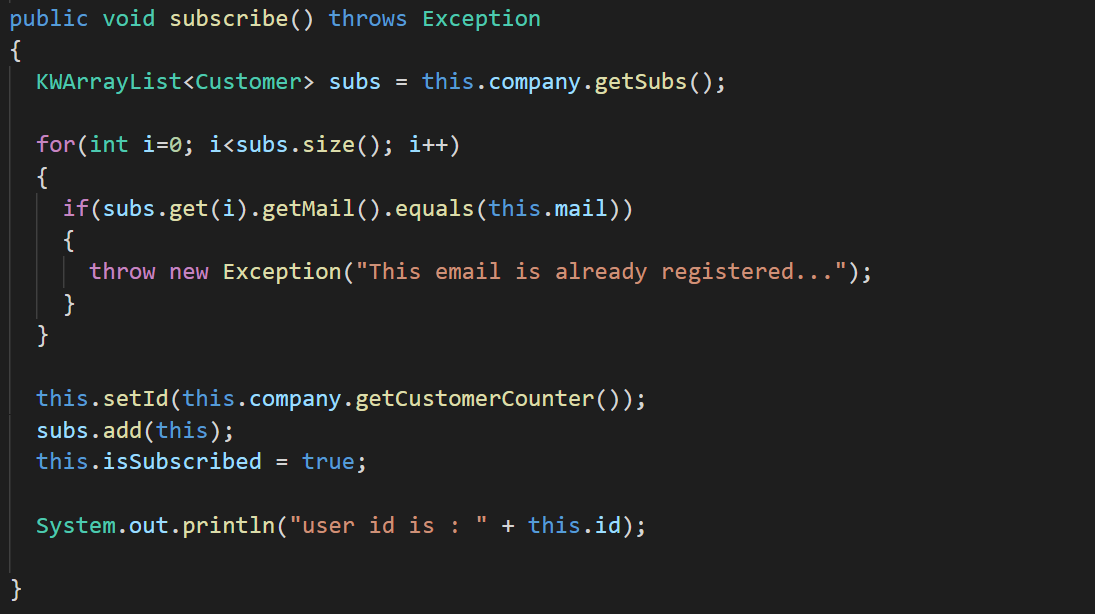 public void subscribe() throws Exception
{
  KWArrayList<Customer> subs = this.company.getSubs();

  for(int i=0; i<subs.size(); i++)
  {
    if(subs.get(i).getMail().equals(this.mail))
    {
      throw new Exception("This email is already registered...");
    }
  }

  this.setId(this.company.getCustomerCounter());
  subs.add(this);
  this.isSubscribed = true;

  System.out.println("user id is : " + this.id);

}